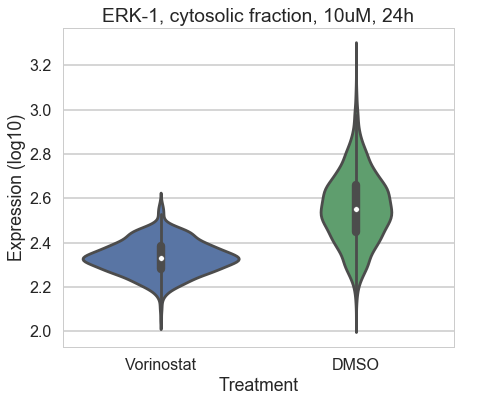 ERK-1, cytosolic fraction, 10uM, 24h
Expression (log10)
3.2
3.0
2.8
2.6
2.4
2.2
2.0
Vorinostat
DMSO
Treatment